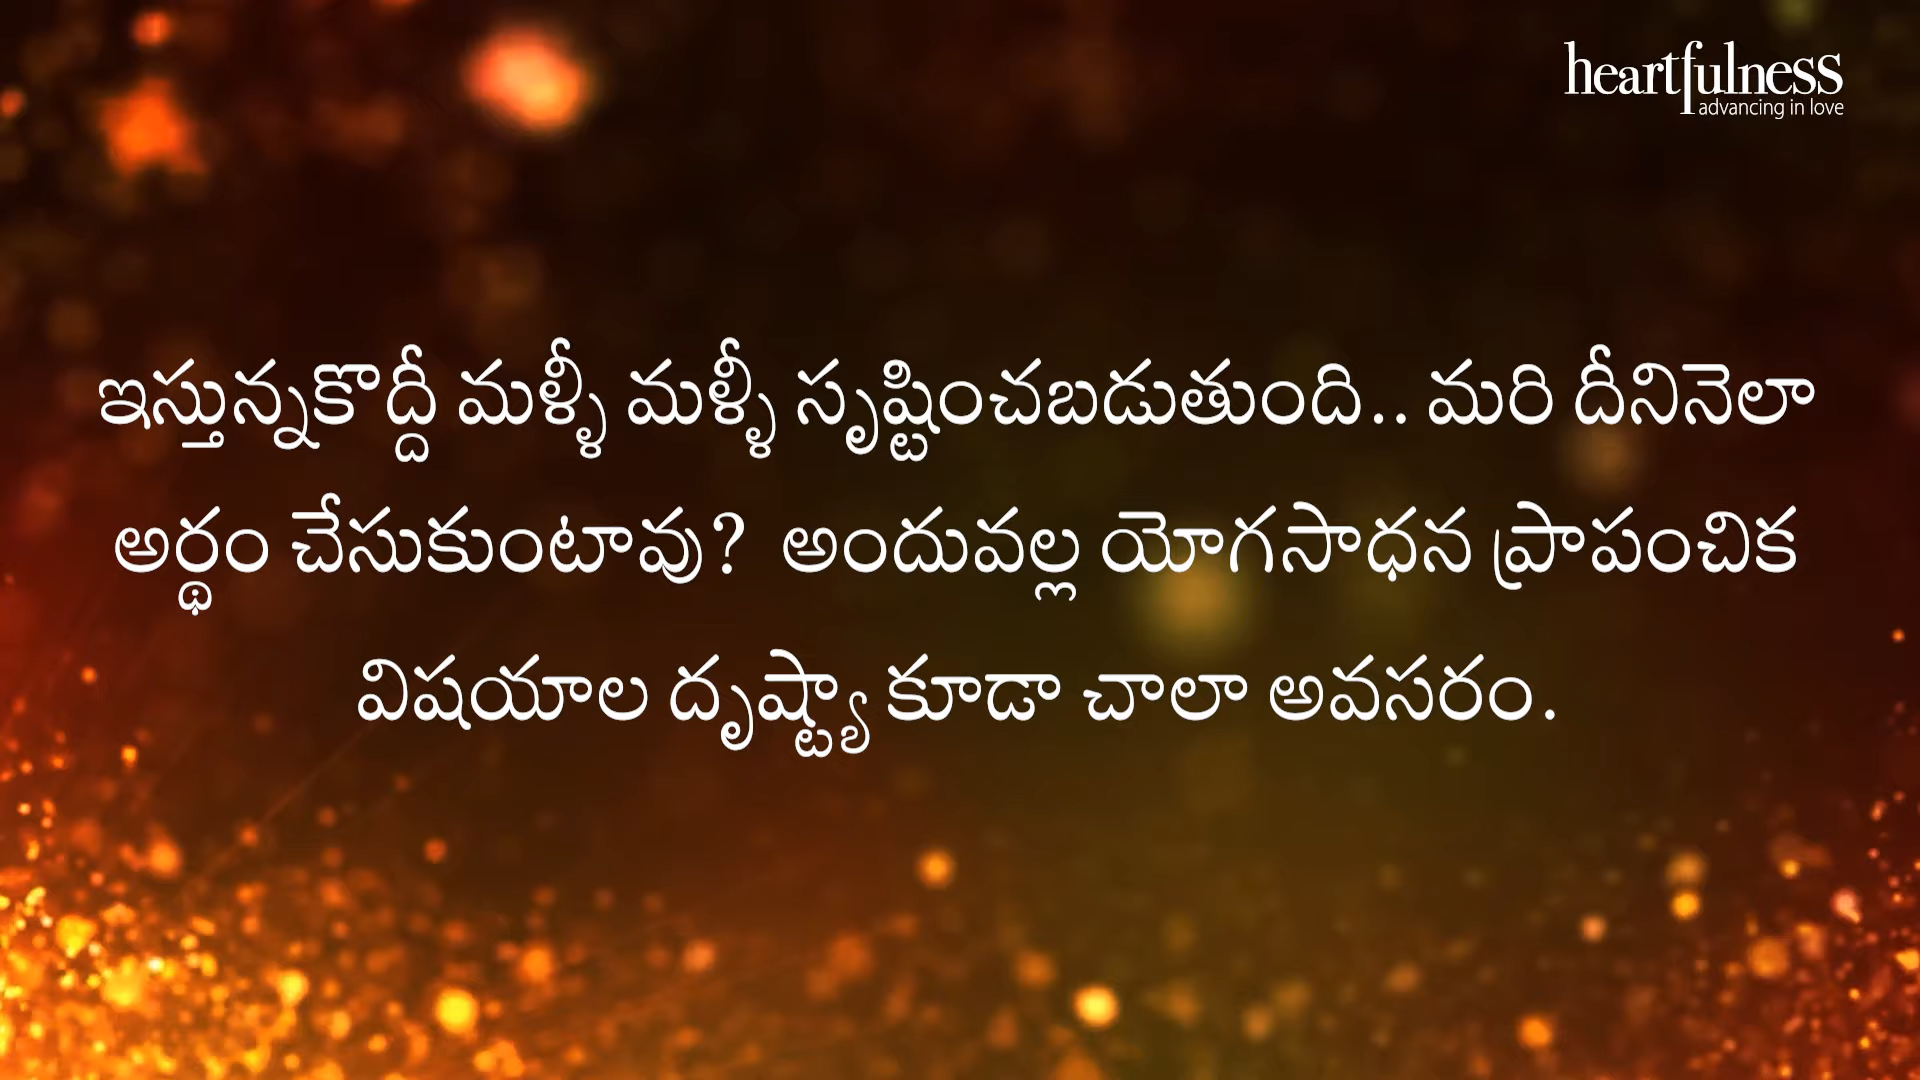 heartfulness
advancing in love
ఇస్తున్నకొద్దీ మళ్ళీ మళ్ళీ సృష్టించబడుతుంది.. మరి దీనినెలా
అర్థం చేసుకుంటావు? అందువల్ల యోగసాధన ప్రాపంచిక
విషయాల దృష్ట్యా కూడా చాలా అవసరం.